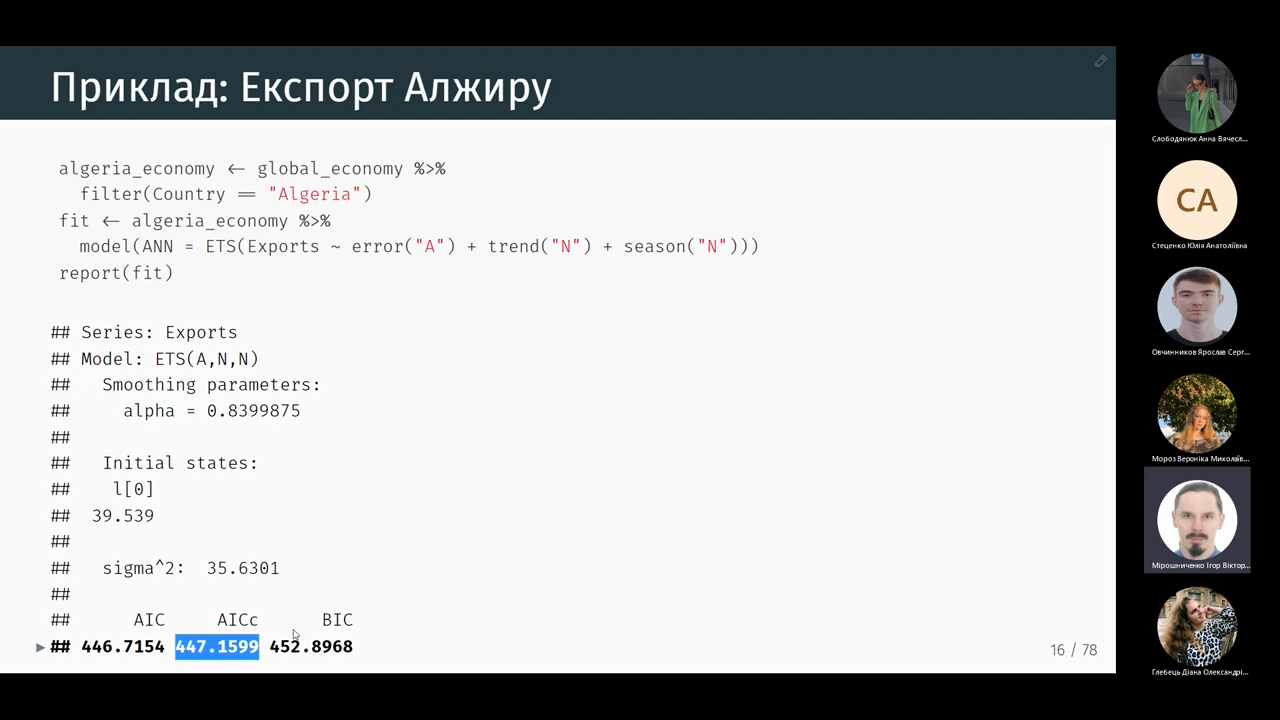 Приклад: Експорт Алжиру
algeria_economy ← global_economy %>%
filter(Country == "Algeria")
fit ← algeria_economy %>%
model(ANN = ETS(Exports ~ error("A") + trend("N") + season("N")))
report(fit)
## Series: Exports
## Model: ETS(A,N,N)
## Smoothing parameters:
## alpha = 0.8399875
##
## Initial states:
## l[0]
## 39.539
##
## sigma^2: 35.6301
##
## AIC AICc BIC
## 446.7154 447.1599 452.8968
16 / 78
Слободянюк Анна Вячесл...
СА
Стеценко Юлія Анатоліївна
Овчинников Ярослав Серг...
Мороз Вероніка Миколаїв...
Мірошниченко Ігор Віктор...
Глебець Діана Олександрі...